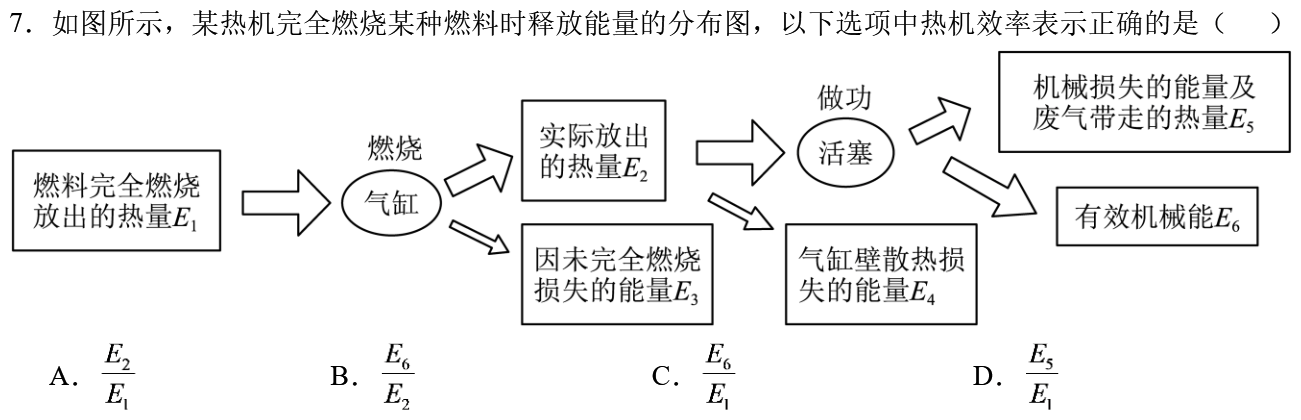 7．如图所示，某热机完全燃烧某种燃料时释放能量的分布图，以下选项中热机效率表示正确的是（　　）
燃料完全燃烧
放出的热量E₁
燃烧
气缸
实际放出
的热量E₂
因未完全燃烧
损失的能量E₃
做功
活塞
气缸壁散热损
失的能量E₄
机械损失的能量及
废气带走的热量E₅
有效机械能E₆
A．E₂/E₁　B．E₆/E₂　C．E₆/E₁　D．E₅/E₁